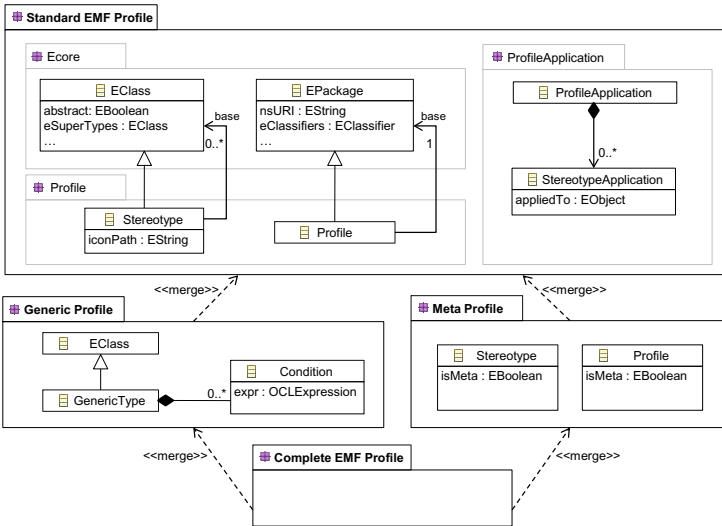 Standard EMF Profile
Ecore
EClass
abstract: EBoolean
eSuperTypes : EClass
…
base
0..*
EPackage
nsURI : EString
eClassifiers : EClassifier
…
base
1
Profile
Stereotype
iconPath : EString
Profile
ProfileApplication
ProfileApplication
0..*
StereotypeApplication
appliedTo : EObject
<<merge>>
<<merge>>
Generic Profile
EClass
GenericType
0..*
Condition
expr : OCLExpression
Meta Profile
Stereotype
isMeta : EBoolean
Profile
isMeta : EBoolean
<<merge>>
<<merge>>
Complete EMF Profile